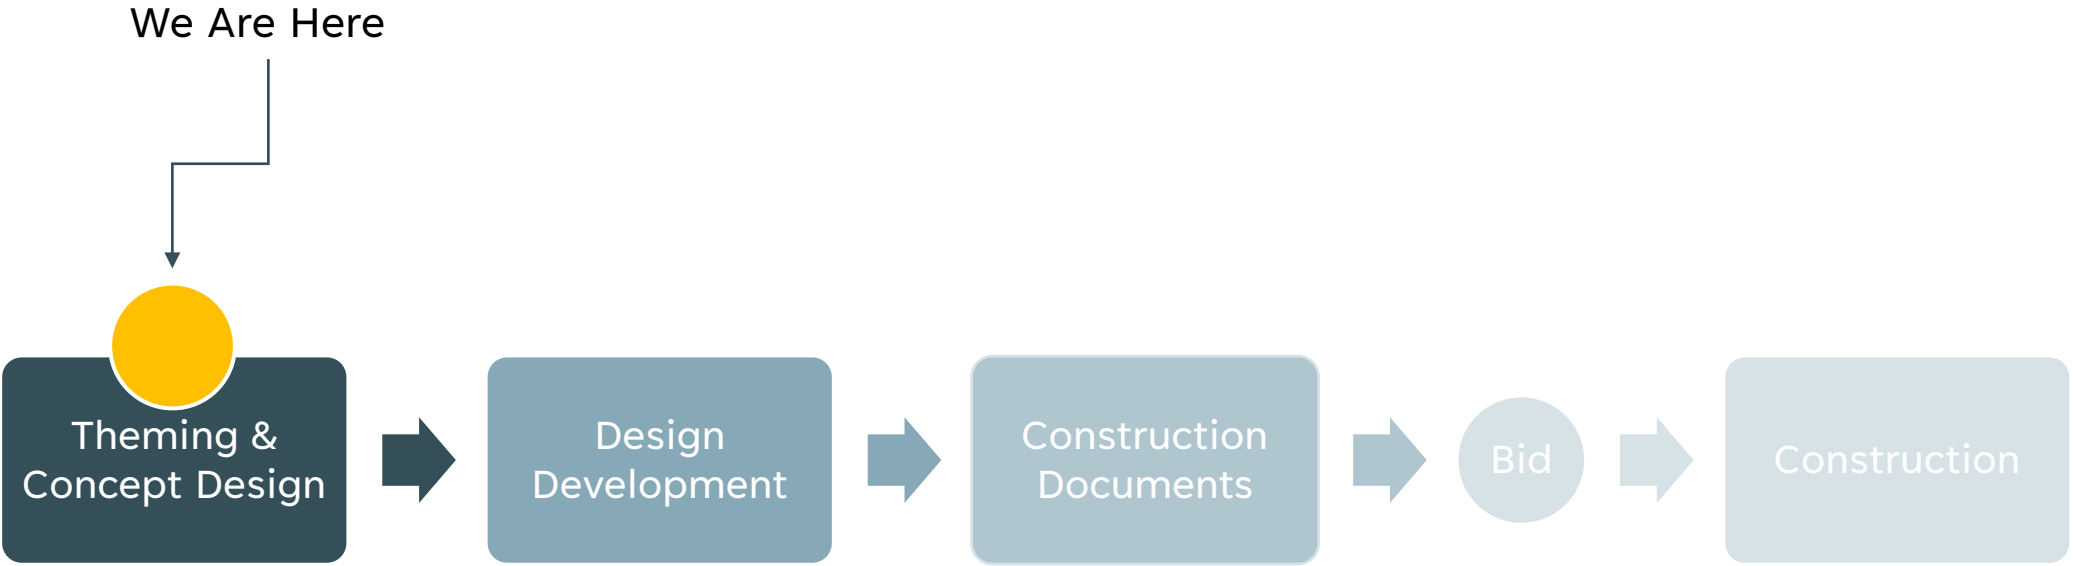 We Are Here
Theming &
Concept Design
Design
Development
Construction
Documents
Bid
Construction